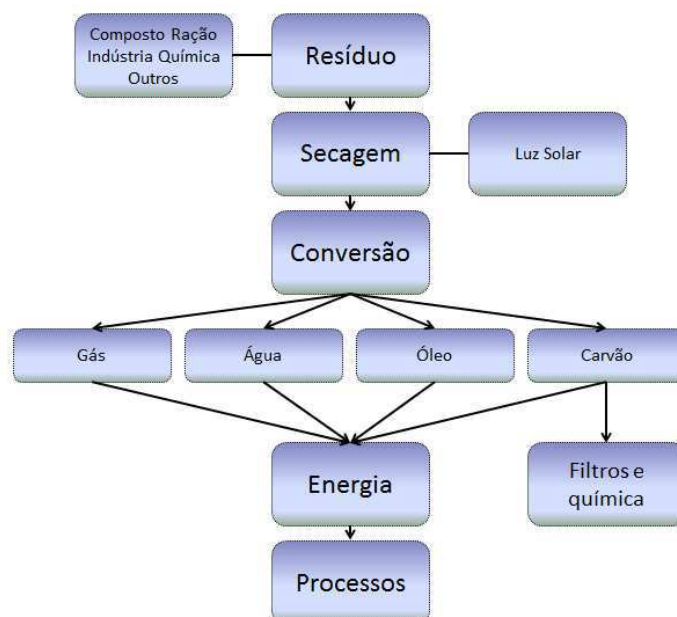 Composto Ração
Indústria Química
Outros
Resíduo
Secagem
Luz Solar
Conversão
Gás
Água
Óleo
Carvão
Energia
Filtros e
química
Processos